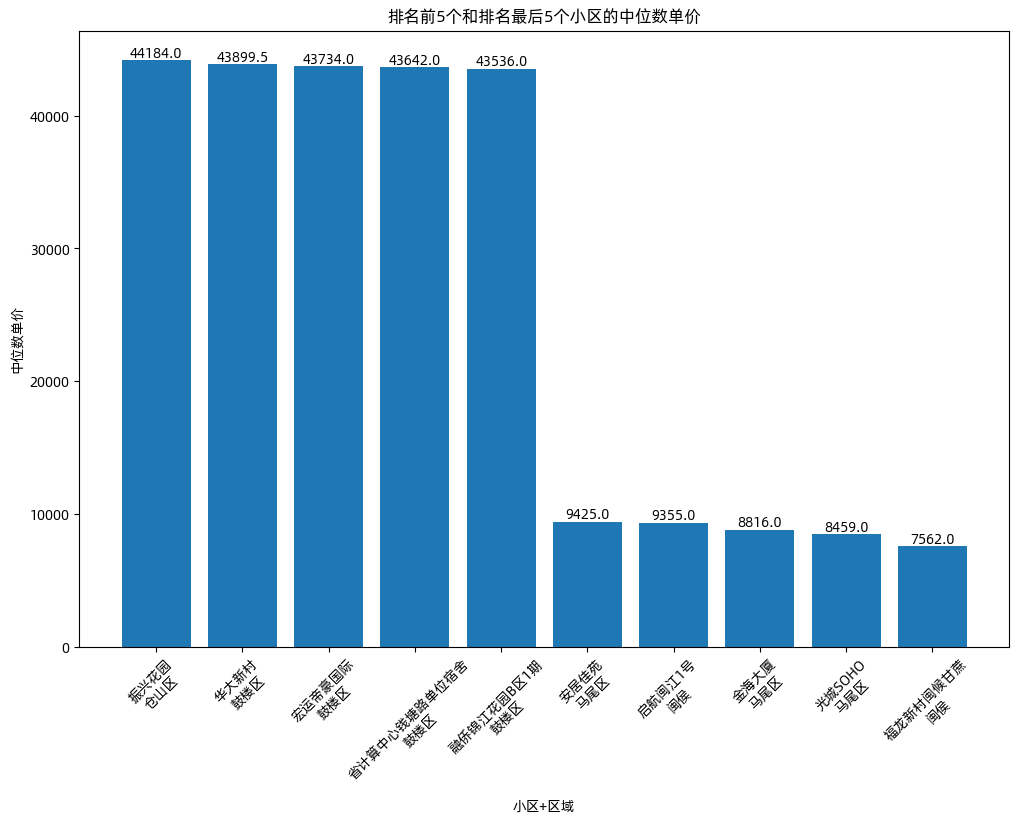 排名前5个和排名最后5个小区的中位数单价
44184.0
43899.5
43734.0
43642.0
43536.0
9425.0
9355.0
8816.0
8459.0
7562.0
中位数单价
40000
30000
20000
10000
0
振兴花园
仓山区
华大新村
鼓楼区
宏运帝豪国际
鼓楼区
省计算中心钱塘路单位宿舍
鼓楼区
融侨锦江花园B区1期
鼓楼区
安居佳苑
马尾区
启航闽江1号
闽侯
金海大厦
马尾区
光城SOHO
马尾区
福龙新村闽候甘蔗
闽侯
小区+区域